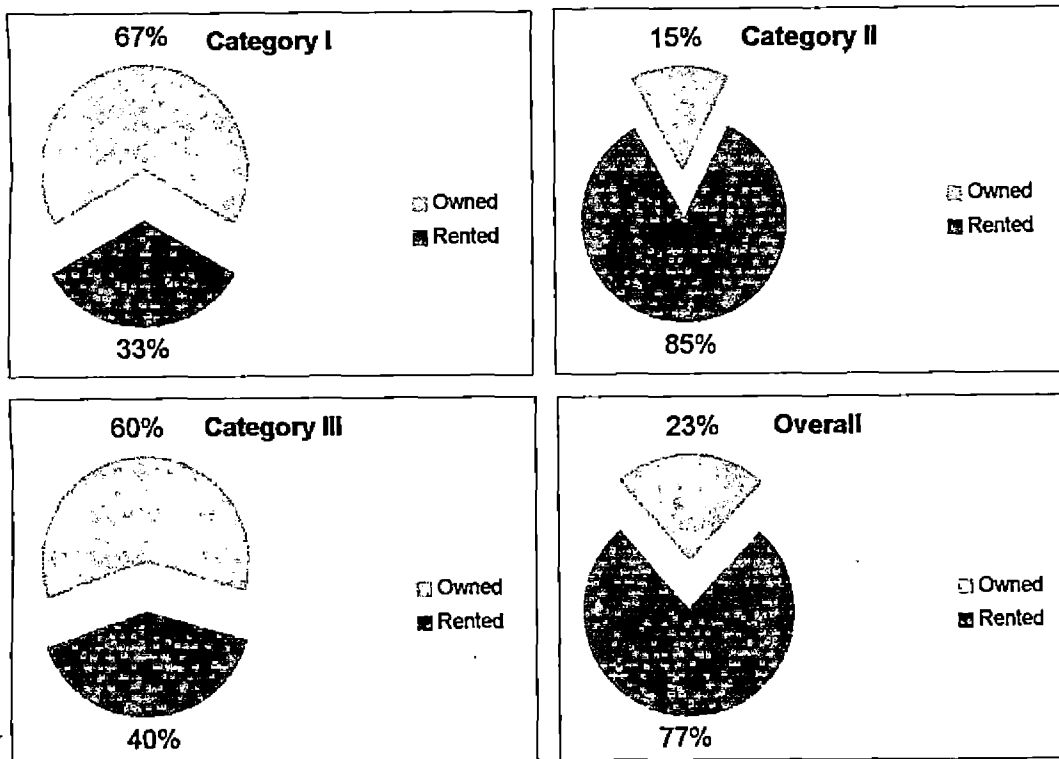 67% Category I
Owned
Rented
33%
15% Category II
Owned
Rented
85%
60% Category III
Owned
Rented
40%
23% Overall
Owned
Rented
77%